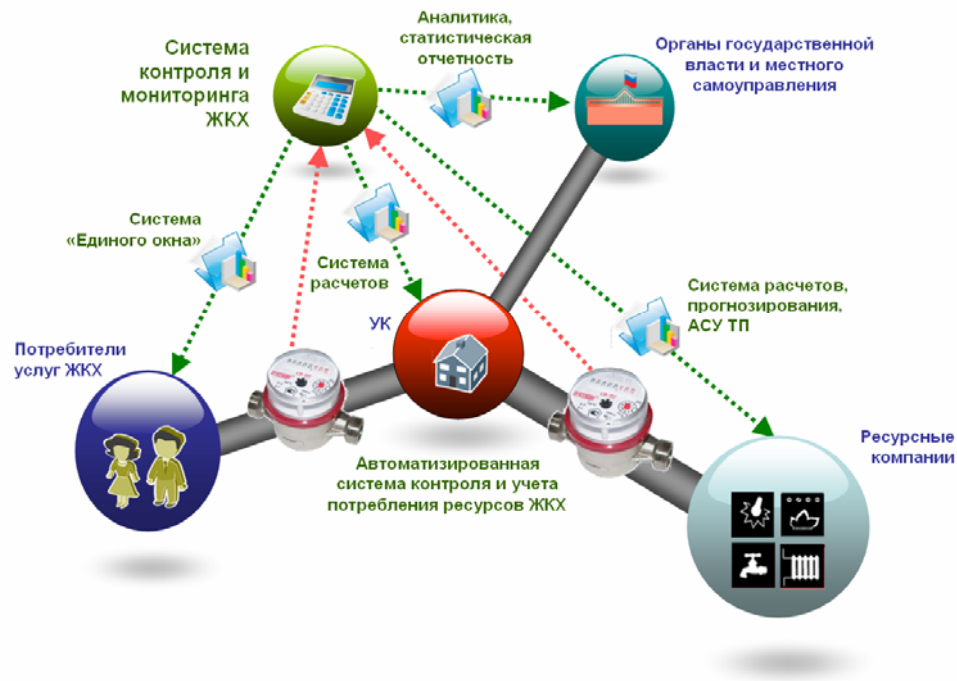 Аналитика,
статистическая
отчетность
Система
контроля и
мониторинга
ЖКХ
Органы государственной
власти и местного
самоуправления
Система
«Единого окна»
Система
расчетов
Система расчетов,
прогнозирования,
АСУ ТП
УК
Потребители
услуг ЖКХ
Ресурсные
компании
Автоматизированная
система контроля и учета
потребления ресурсов ЖКХ